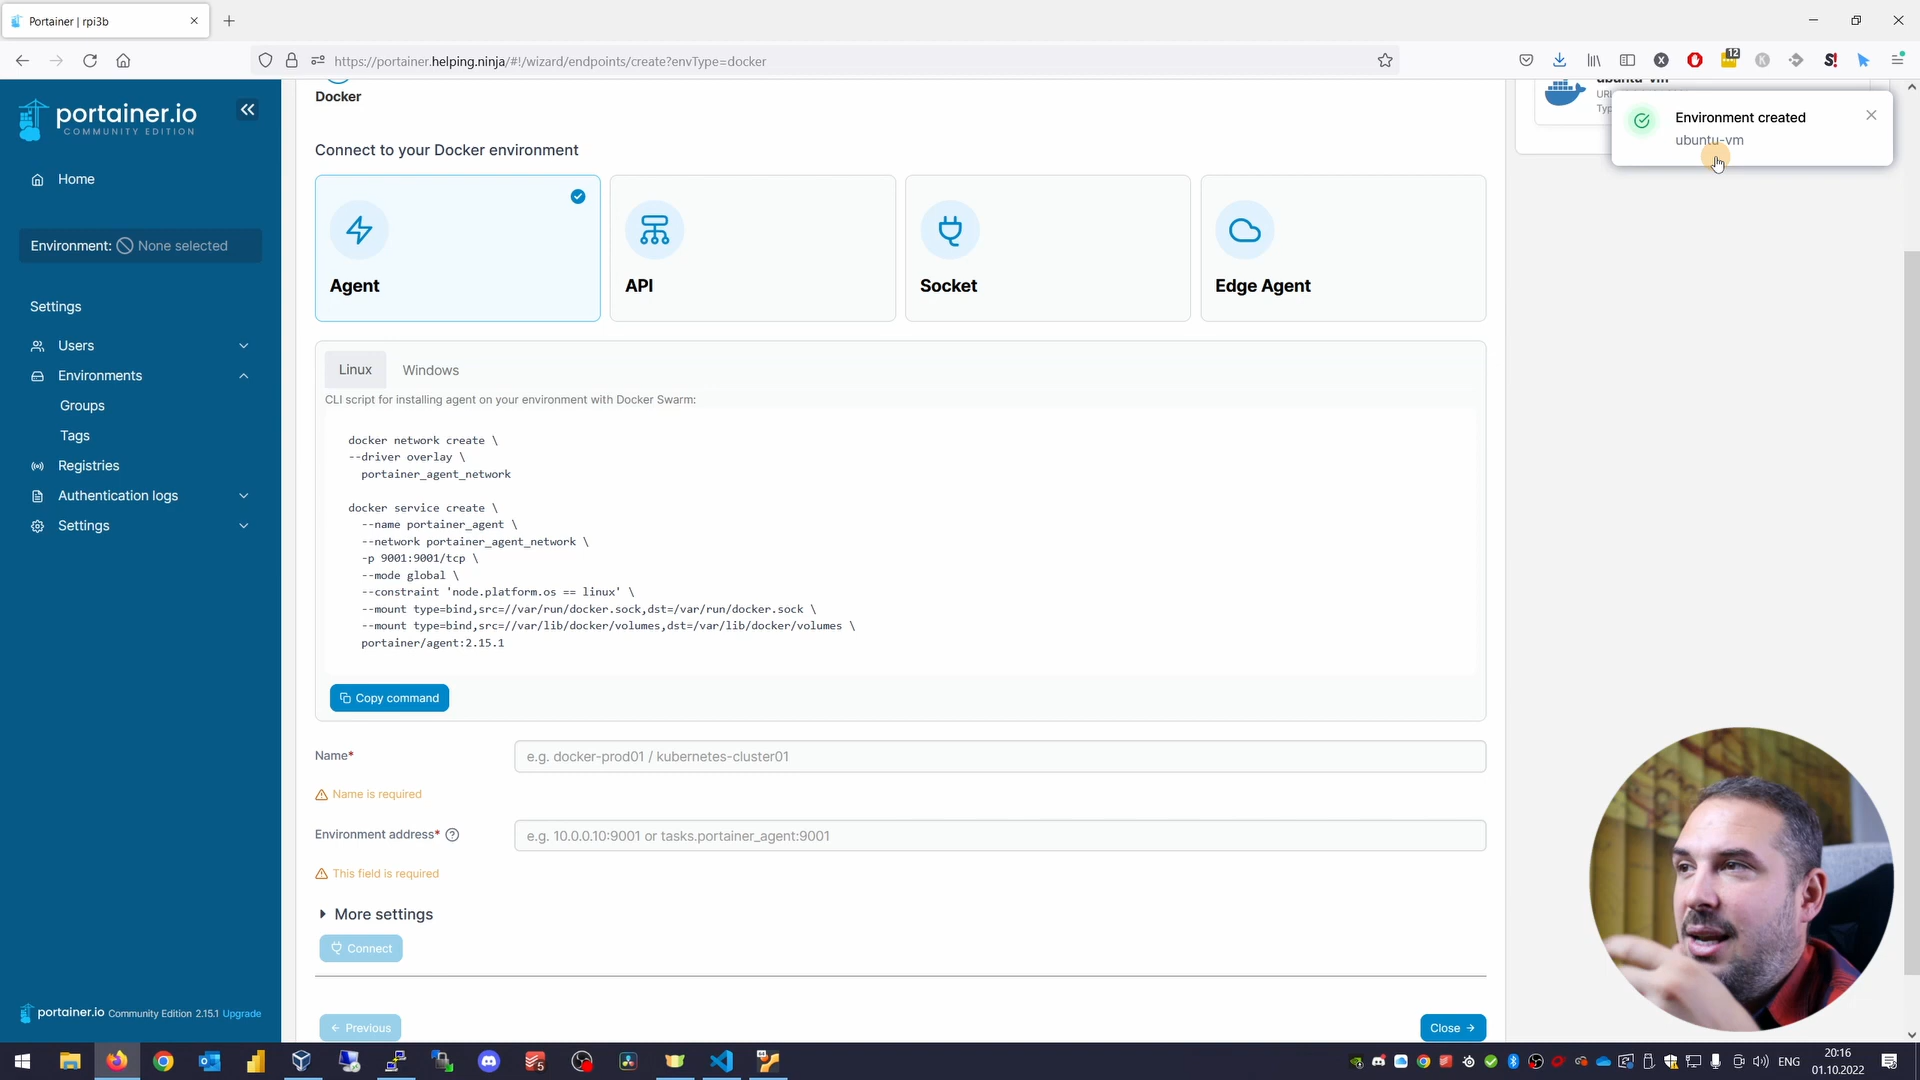 Portainer | rpi3b
https://portainer.helping.ninja/#!/wizard/endpoints/create?envType=docker
12
portainer.io
COMMUNITY EDITION
Home
Environment: None selected
Settings
Users
Environments
Groups
Tags
Registries
Authentication logs
Settings
portainer.io Community Edition 2.15.1 Upgrade
Docker
Connect to your Docker environment
Agent
API
Socket
Edge Agent
Linux
Windows
CLI script for installing agent on your environment with Docker Swarm:
docker network create \
--driver overlay \
portainer_agent_network
docker service create \
--name portainer_agent \
--network portainer_agent_network \
-p 9001:9001/tcp \
--mode global \
--constraint 'node.platform.os == linux' \
--mount type=bind,src=//var/run/docker.sock,dst=/var/run/docker.sock \
--mount type=bind,src=//var/lib/docker/volumes,dst=/var/lib/docker/volumes \
portainer/agent:2.15.1
Copy command
Name*
e.g. docker-prod01 / kubernetes-cluster01
Name is required
Environment address*
e.g. 10.0.0.10:9001 or tasks.portainer_agent:9001
This field is required
More settings
Connect
Previous
Close
Environment created
ubuntu-vm
ENG
20:16
01.10.2022